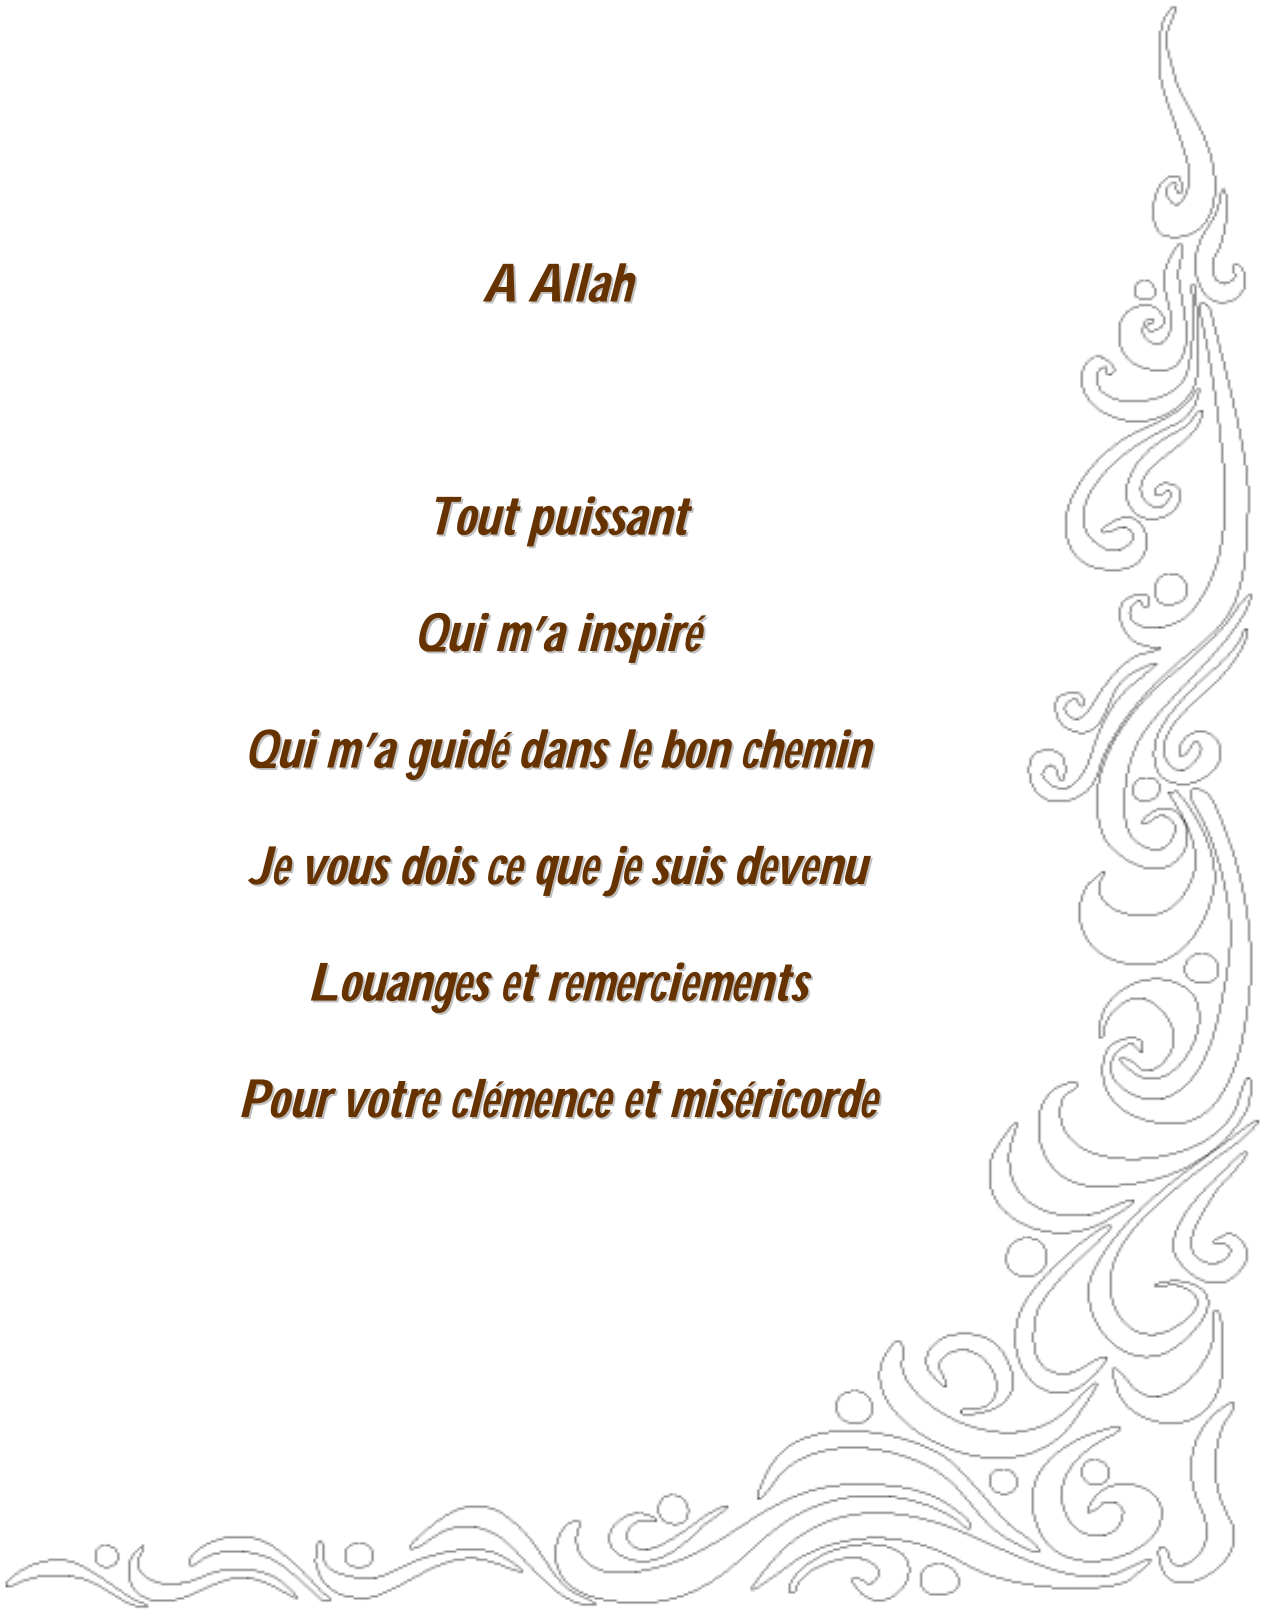 A Allah
Tout puissant
Qui m'a inspiré
Qui m'a guidé dans le bon chemin
Je vous dois ce que je suis devenu
Louanges et remerciements
Pour votre clémence et miséricorde